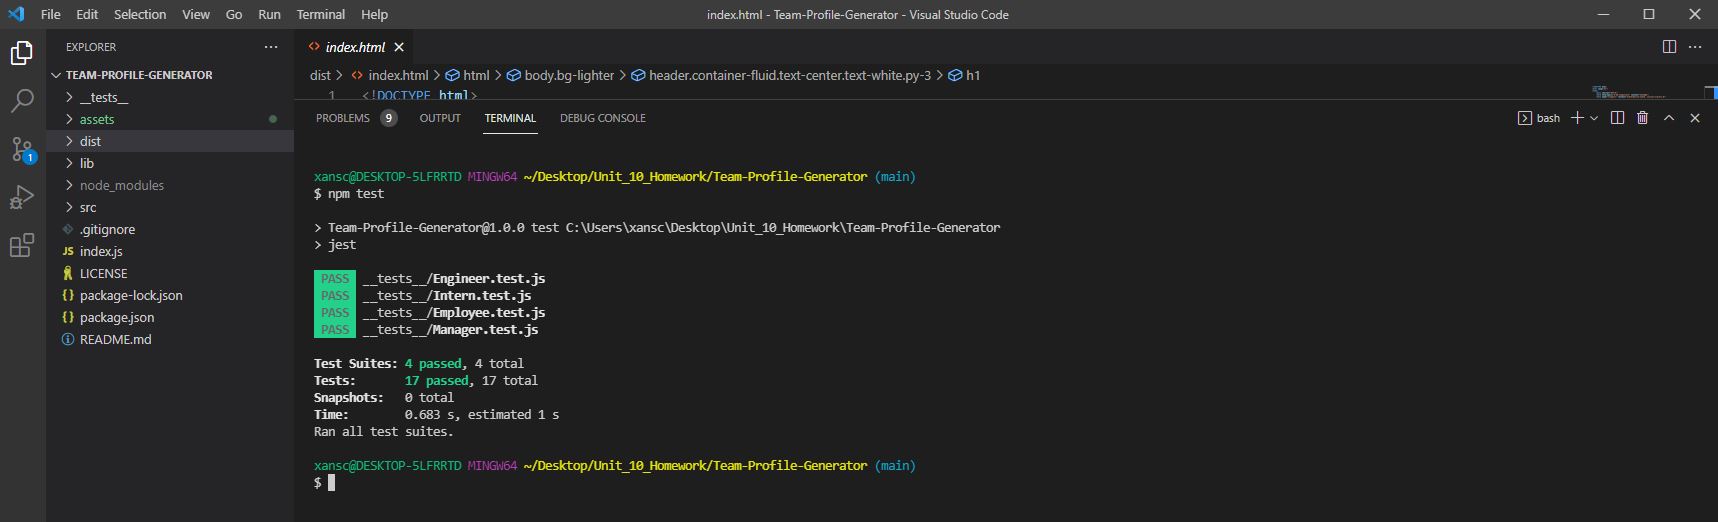 File Edit Selection View Go Run Terminal Help index.html - Team-Profile-Generator - Visual Studio Code
EXPLORER
TEAM-PROFILE-GENERATOR
__tests__
assets
dist
lib
node_modules
src
.gitignore
JS index.js
LICENSE
{} package-lock.json
{} package.json
README.md
1
index.html
dist > index.html > html > body.bg-lighter > header.container-fluid.text-center.text-white.py-3 > h1
1 <!DOCTYPE html>
PROBLEMS 9 OUTPUT TERMINAL DEBUG CONSOLE bash
xansc@DESKTOP-5LFRRTD MINGW64 ~/Desktop/Unit_10_Homework/Team-Profile-Generator (main)
$ npm test
> Team-Profile-Generator@1.0.0 test C:\Users\xansc\Desktop\Unit_10_Homework\Team-Profile-Generator
> jest
PASS __tests__/Engineer.test.js
PASS __tests__/Intern.test.js
PASS __tests__/Employee.test.js
PASS __tests__/Manager.test.js
Test Suites: 4 passed, 4 total
Tests: 17 passed, 17 total
Snapshots: 0 total
Time: 0.683 s, estimated 1 s
Ran all test suites.
xansc@DESKTOP-5LFRRTD MINGW64 ~/Desktop/Unit_10_Homework/Team-Profile-Generator (main)
$